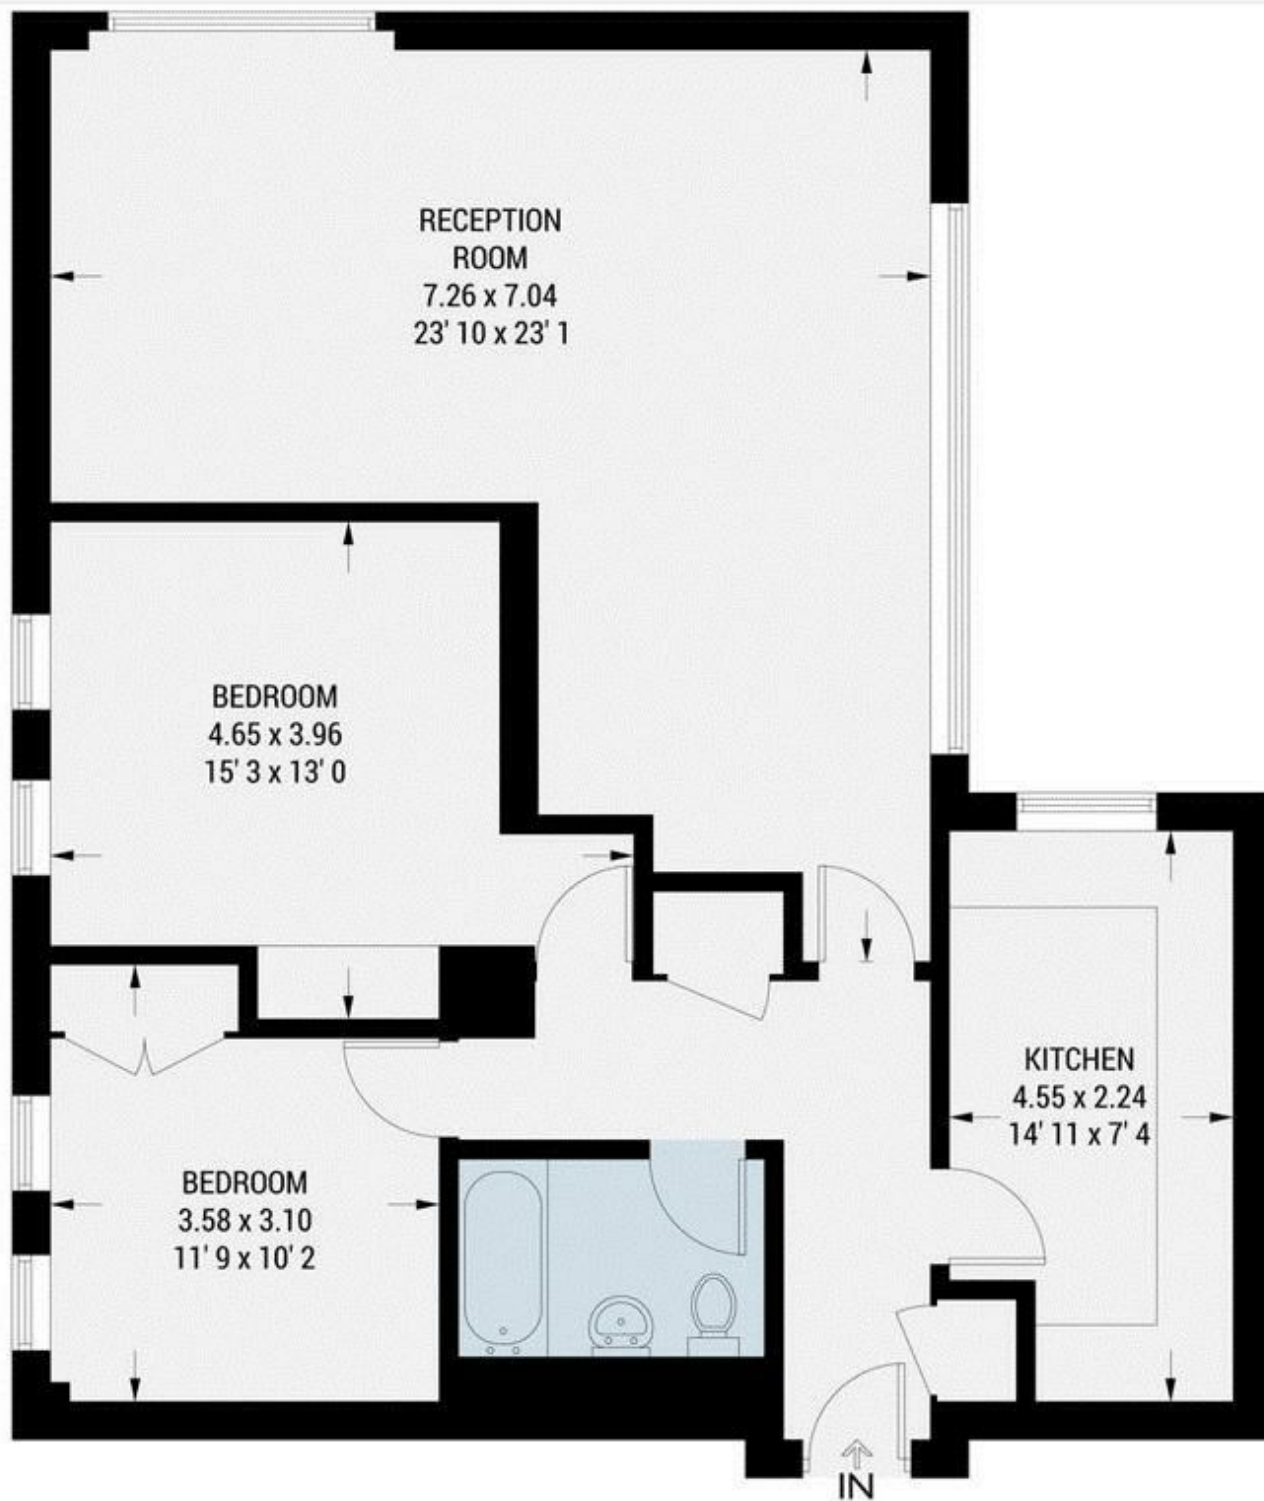 RECEPTION
ROOM
7.26 x 7.04
23' 10 x 23' 1
BEDROOM
4.65 x 3.96
15' 3 x 13' 0
KITCHEN
4.55 x 2.24
14' 11 x 7' 4
BEDROOM
3.58 x 3.10
11' 9 x 10' 2
IN